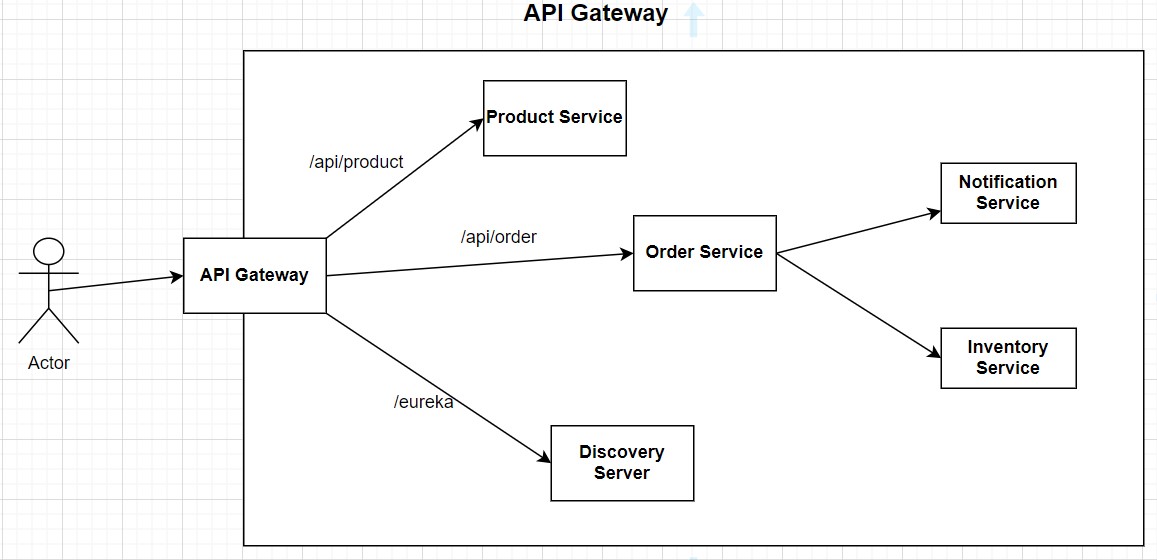 API Gateway
Product Service
/api/product
Notification
Service
/api/order
Order Service
API Gateway
Actor
Inventory
Service
/eureka
Discovery
Server